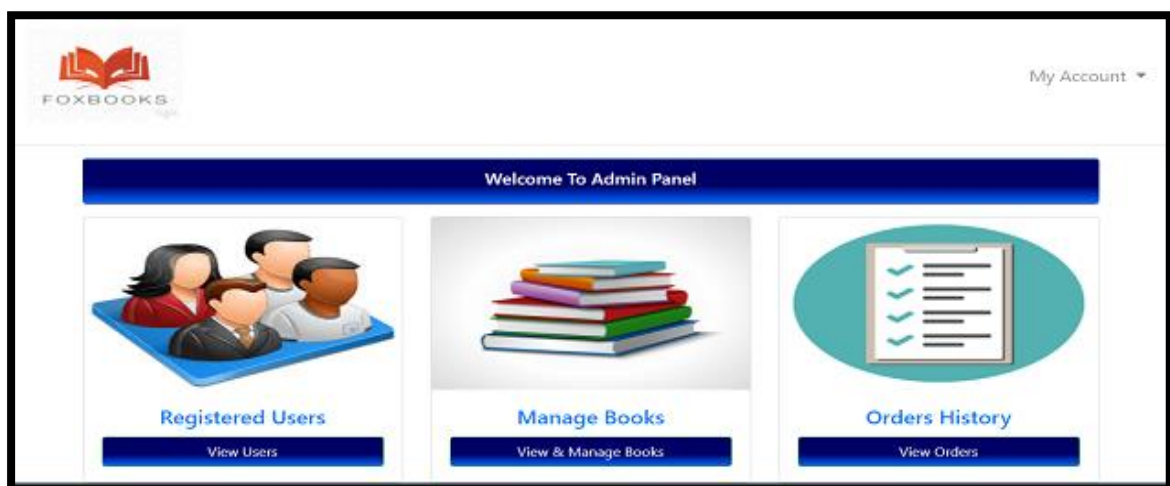 FOXBOOKS
My Account
Welcome To Admin Panel
Registered Users
Manage Books
Orders History
View Users
View & Manage Books
View Orders